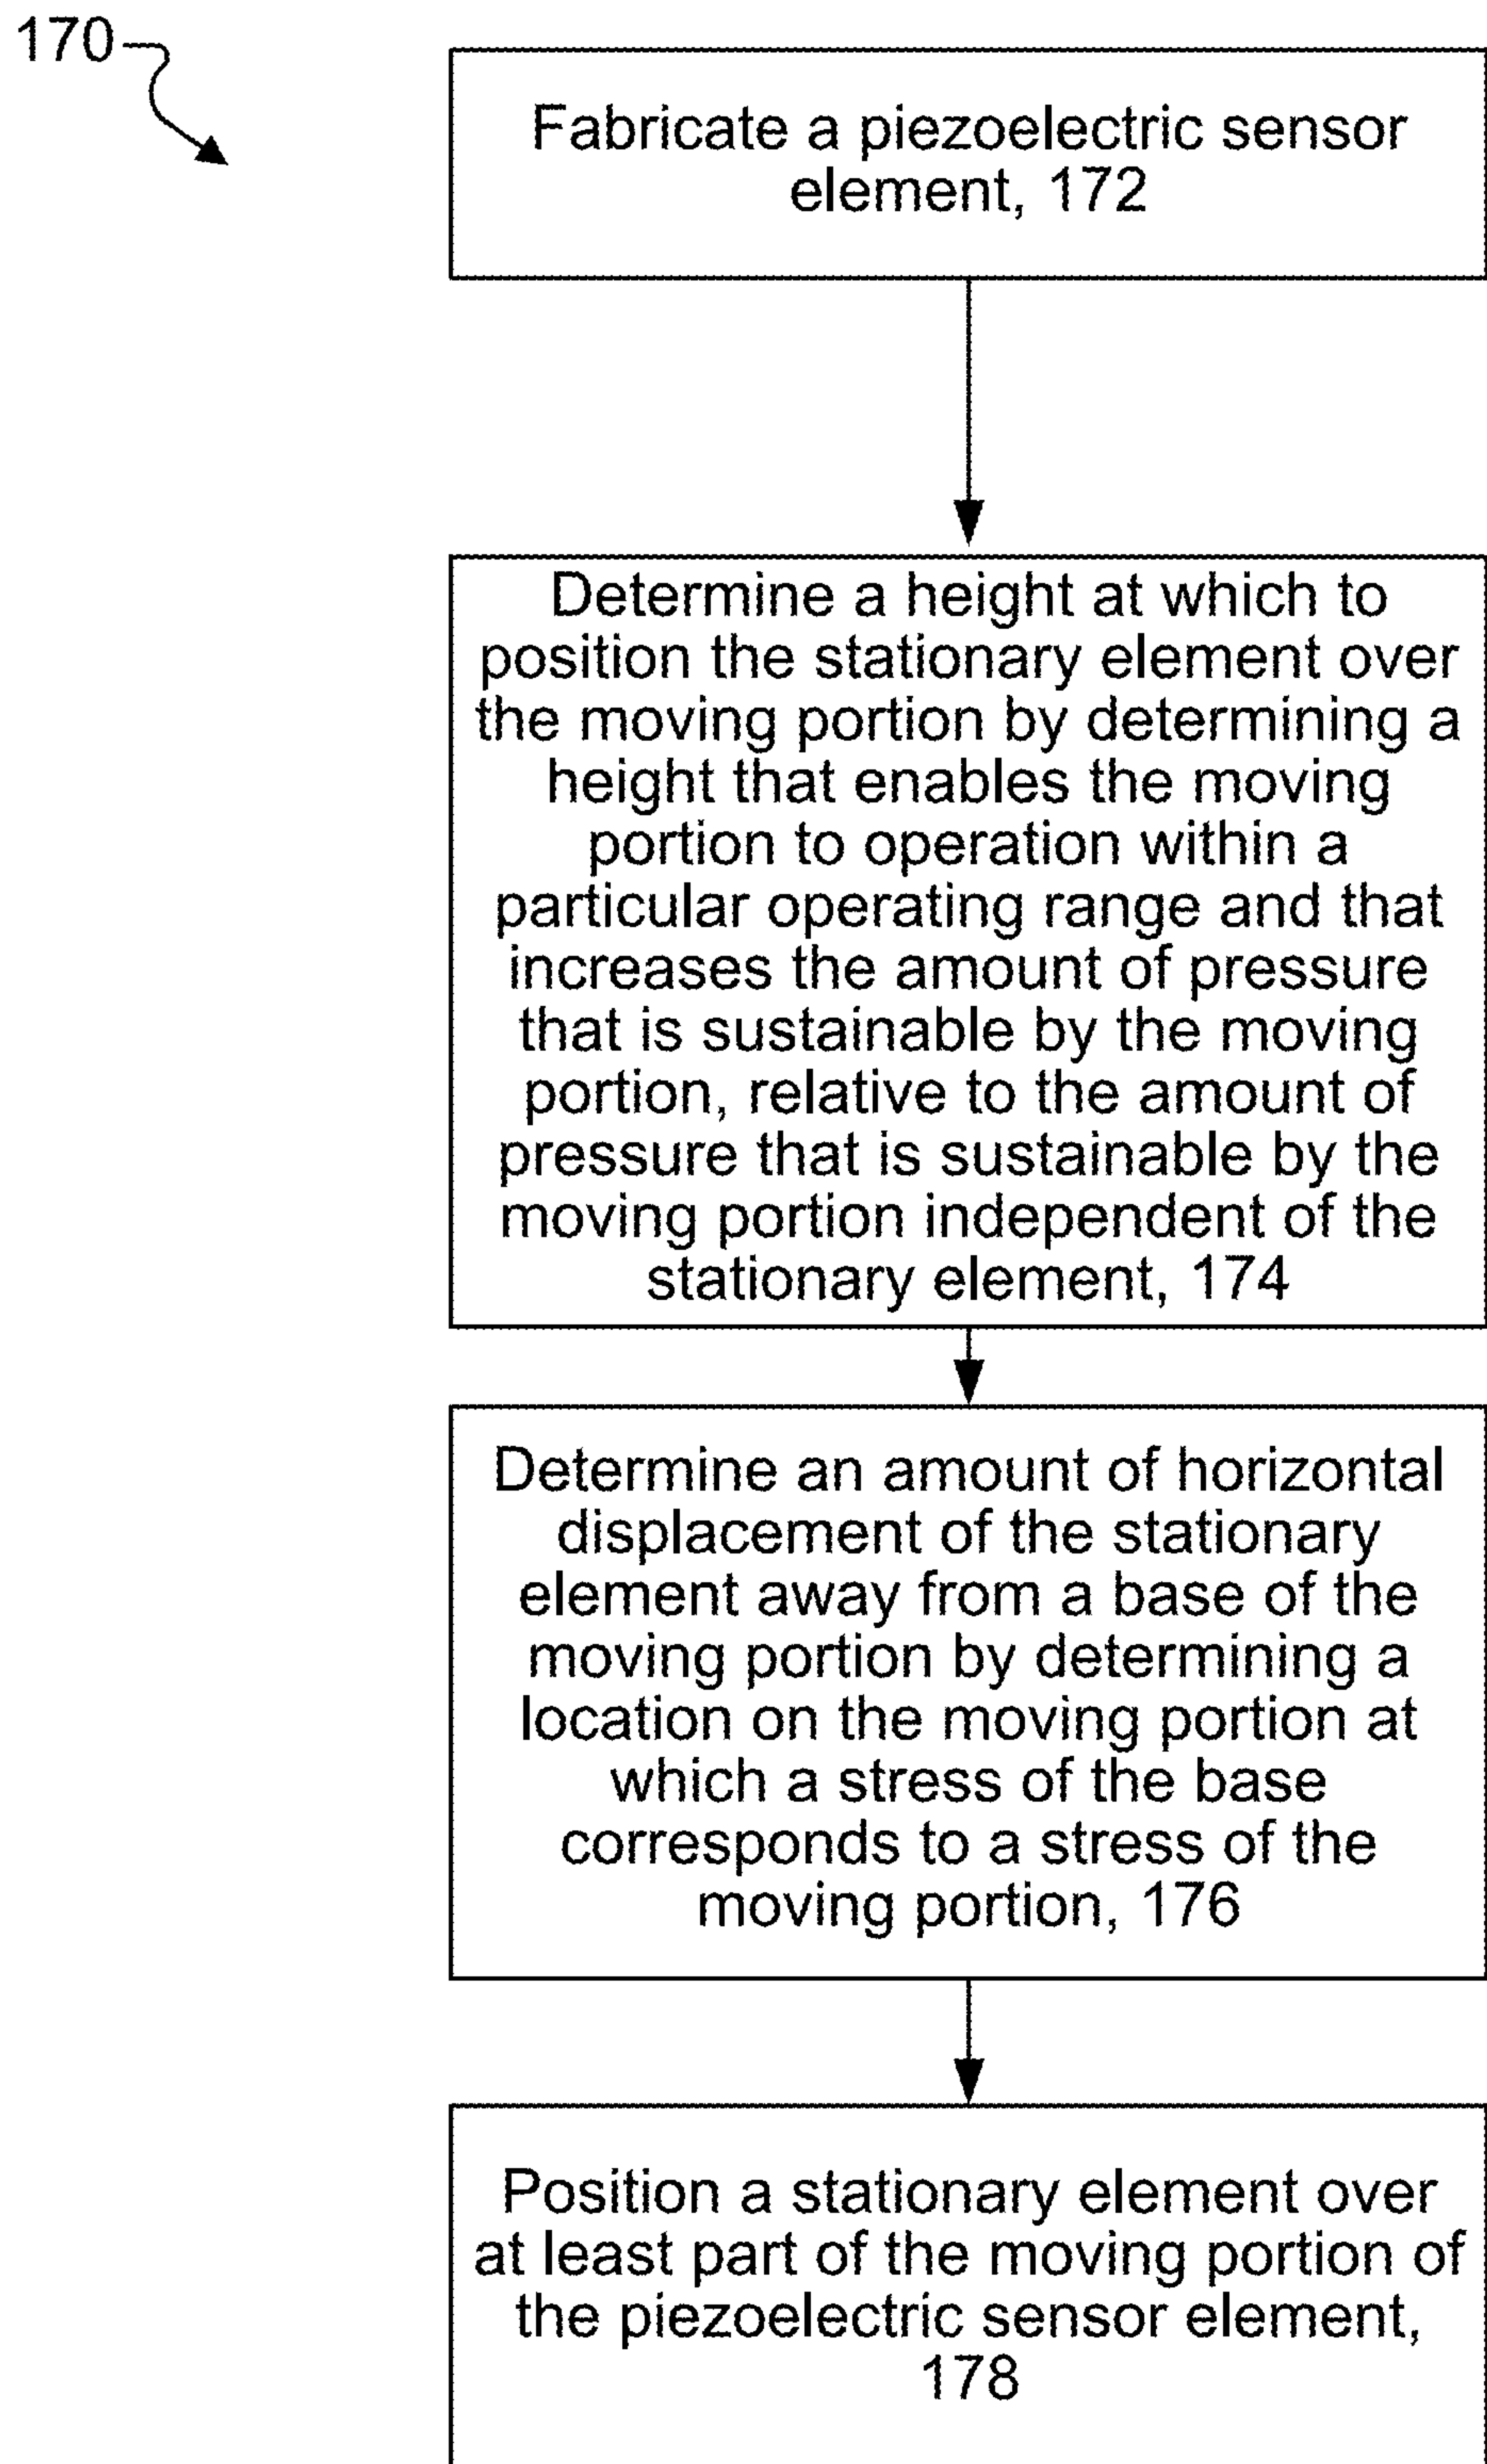 170
Fabricate a piezoelectric sensor
element, 172
Determine a height at which to
position the stationary element over
the moving portion by determining a
height that enables the moving
portion to operation within a
particular operating range and that
increases the amount of pressure
that is sustainable by the moving
portion, relative to the amount of
pressure that is sustainable by the
moving portion independent of the
stationary element, 174
Determine an amount of horizontal
displacement of the stationary
element away from a base of the
moving portion by determining a
location on the moving portion at
which a stress of the base
corresponds to a stress of the
moving portion, 176
Position a stationary element over
at least part of the moving portion of
the piezoelectric sensor element,
178